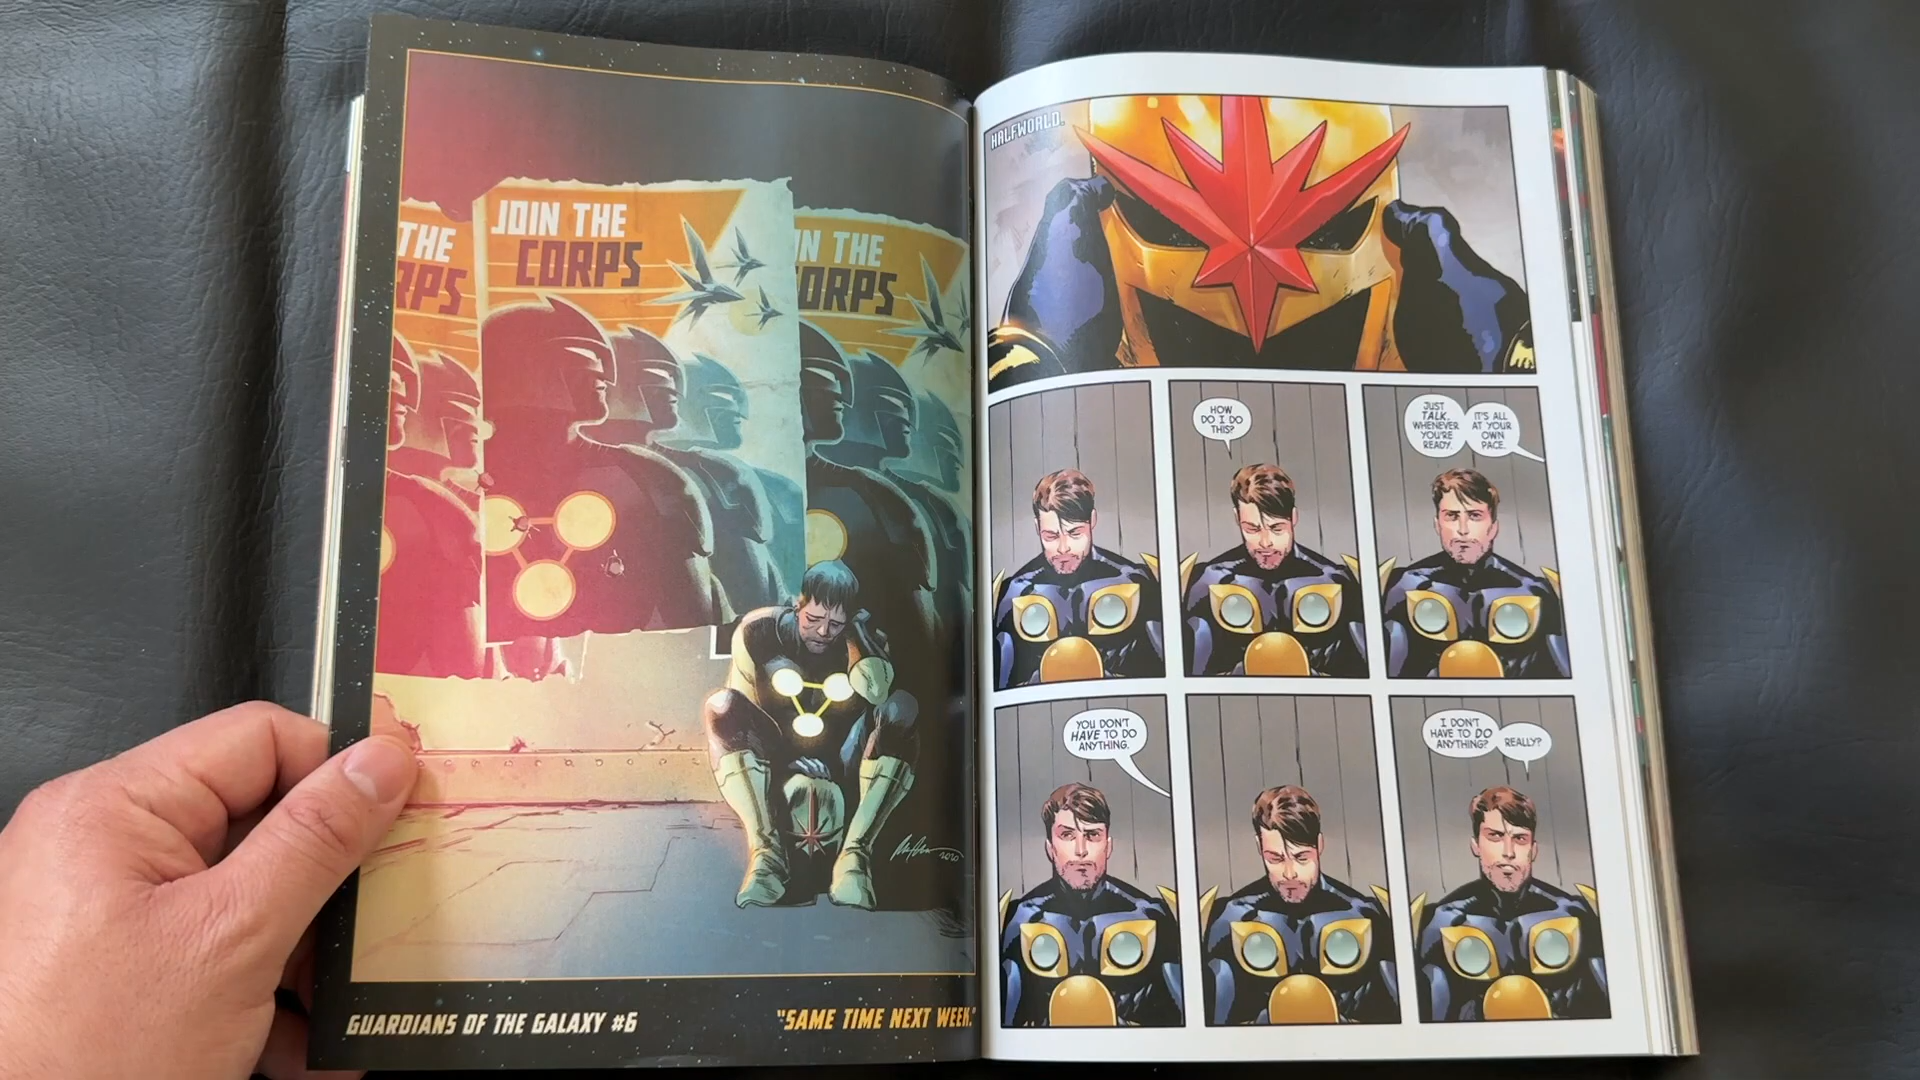 JOIN THE
CORPS
THE
RPS
IN THE
ORPS
2020
GUARDIANS OF THE GALAXY #6
"SAME TIME NEXT WEEK."
HALFWORLD.
HOW
DO I DO
THIS?
JUST
TALK.
WHENEVER
YOU'RE
READY.
IT'S ALL
AT YOUR
OWN
PACE.
YOU DON'T
HAVE TO DO
ANYTHING.
I DON'T
HAVE TO DO
ANYTHING?
REALLY?